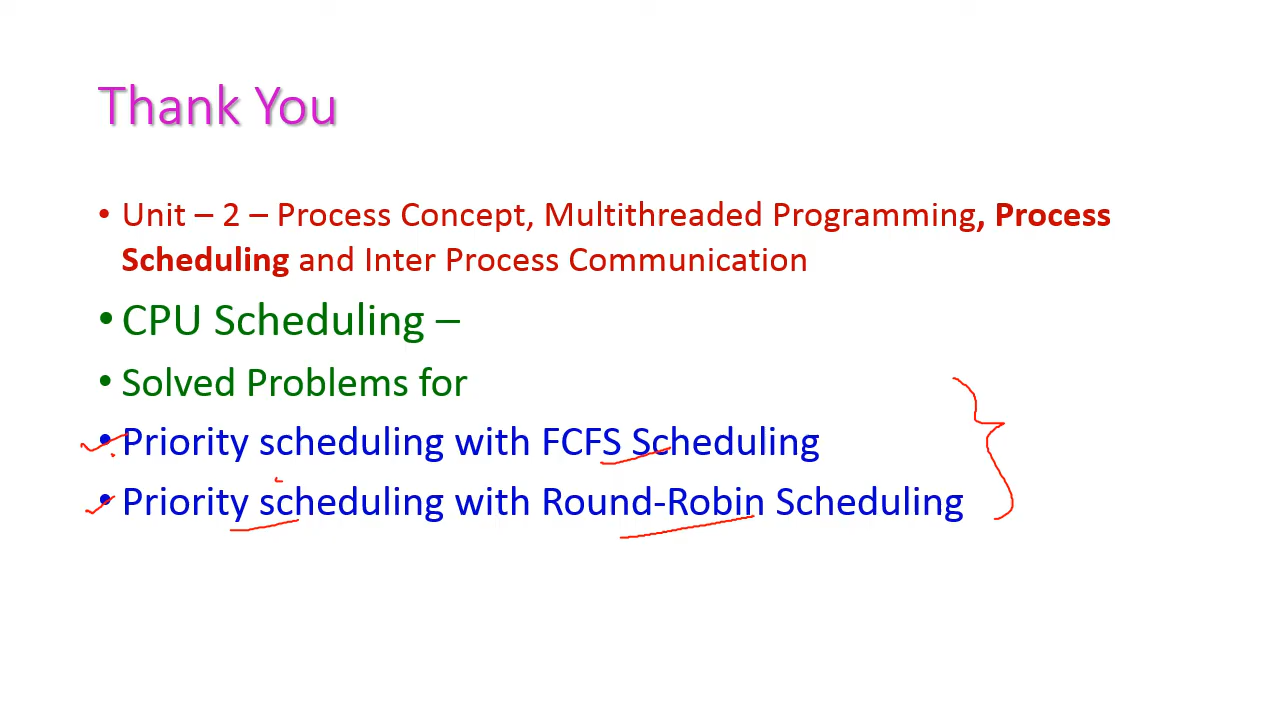 Thank You
• Unit – 2 – Process Concept, Multithreaded Programming, Process
Scheduling and Inter Process Communication
• CPU Scheduling –
• Solved Problems for
• Priority scheduling with FCFS Scheduling
• Priority scheduling with Round-Robin Scheduling